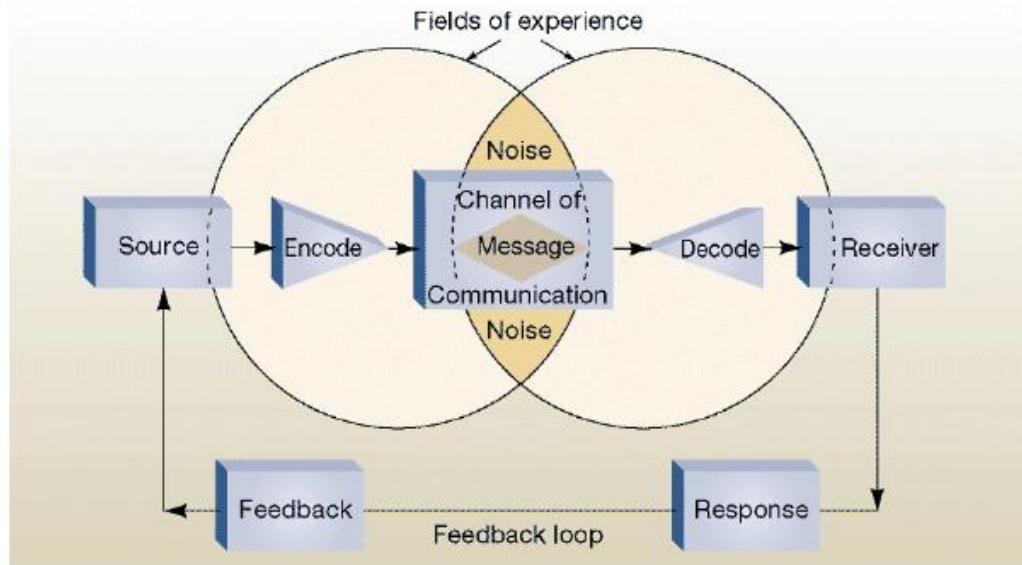 Fields of experience
Noise
Channel of
Source
Encode
Message
Decode
Receiver
Communication
Noise
Feedback
Response
Feedback loop